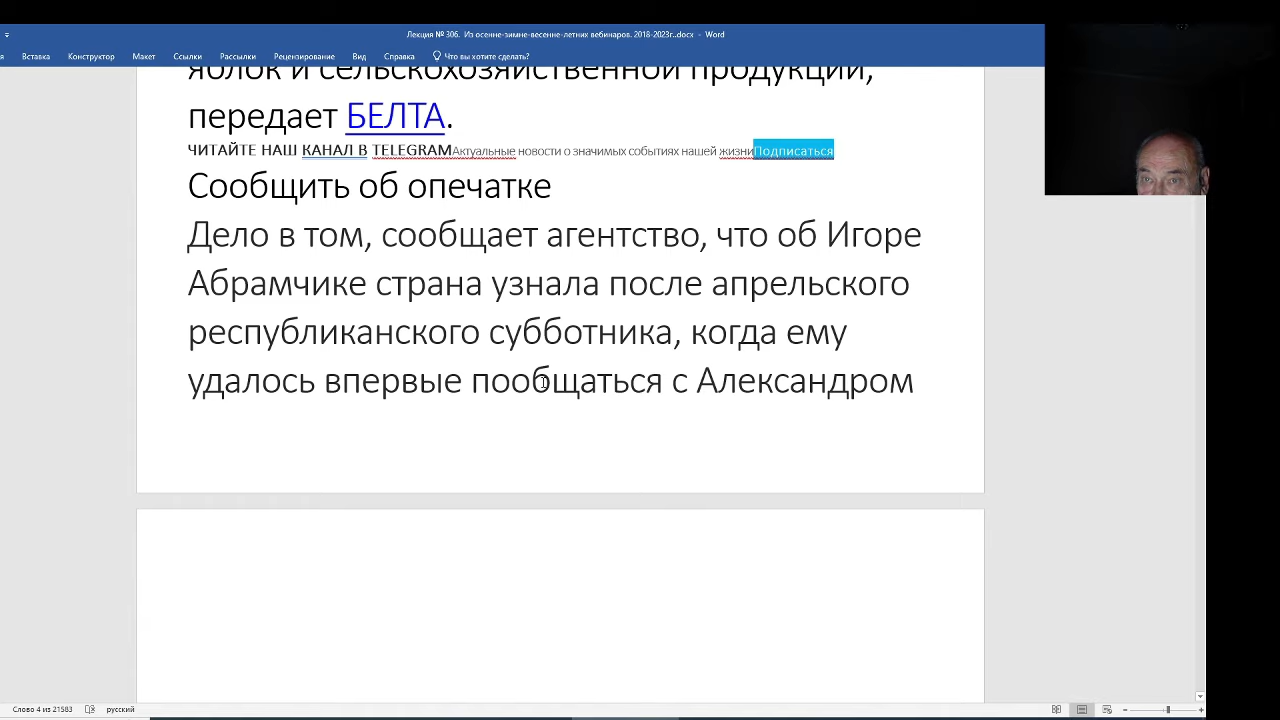 Лекция № 306. Из осенне-зимне-весенне-летних вебинаров. 2018-2023г..docx - Word
Вставка Конструктор Макет Ссылки Рассылки Рецензирование Вид Справка Что вы хотите сделать?
яблок и сельскохозяйственной продукции,
передает БЕЛТА.
ЧИТАЙТЕ НАШ КАНАЛ В TELEGRAMАктуальные новости о значимых событиях нашей жизниПодписаться
Сообщить об опечатке
Дело в том, сообщает агентство, что об Игоре
Абрамчике страна узнала после апрельского
республиканского субботника, когда ему
удалось впервые пообщаться с Александром
Слово 4 из 21583 русский